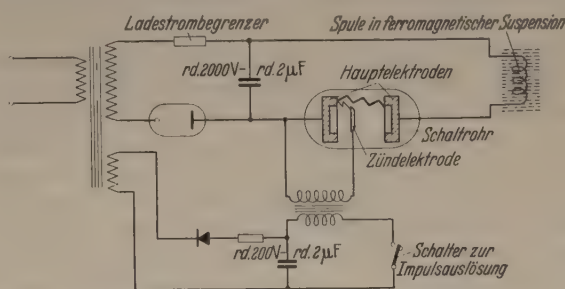 Ladestrombegrenzer
Spule in ferromagnetischer Suspension
rd. 2000V- rd. 2µF
Hauptelektroden
Schaltrohr
Zündelektrode
rd. 200V- rd. 2µF
Schalter zur
Impulsauslösung